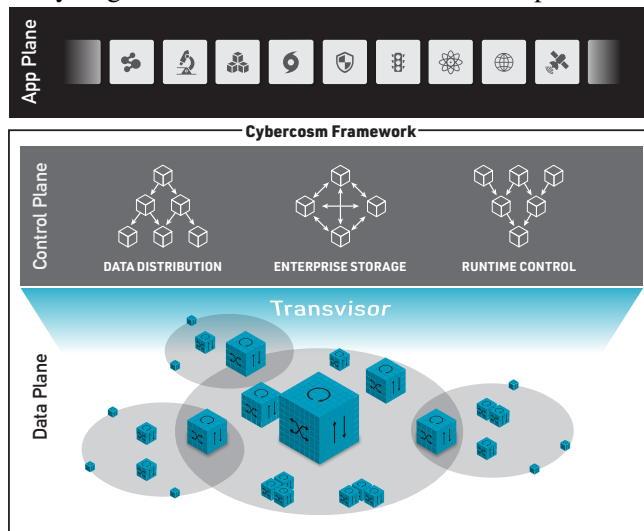 App Plane
Cybercosm Framework
Control Plane
DATA DISTRIBUTION
ENTERPRISE STORAGE
RUNTIME CONTROL
Transvisor
Data Plane